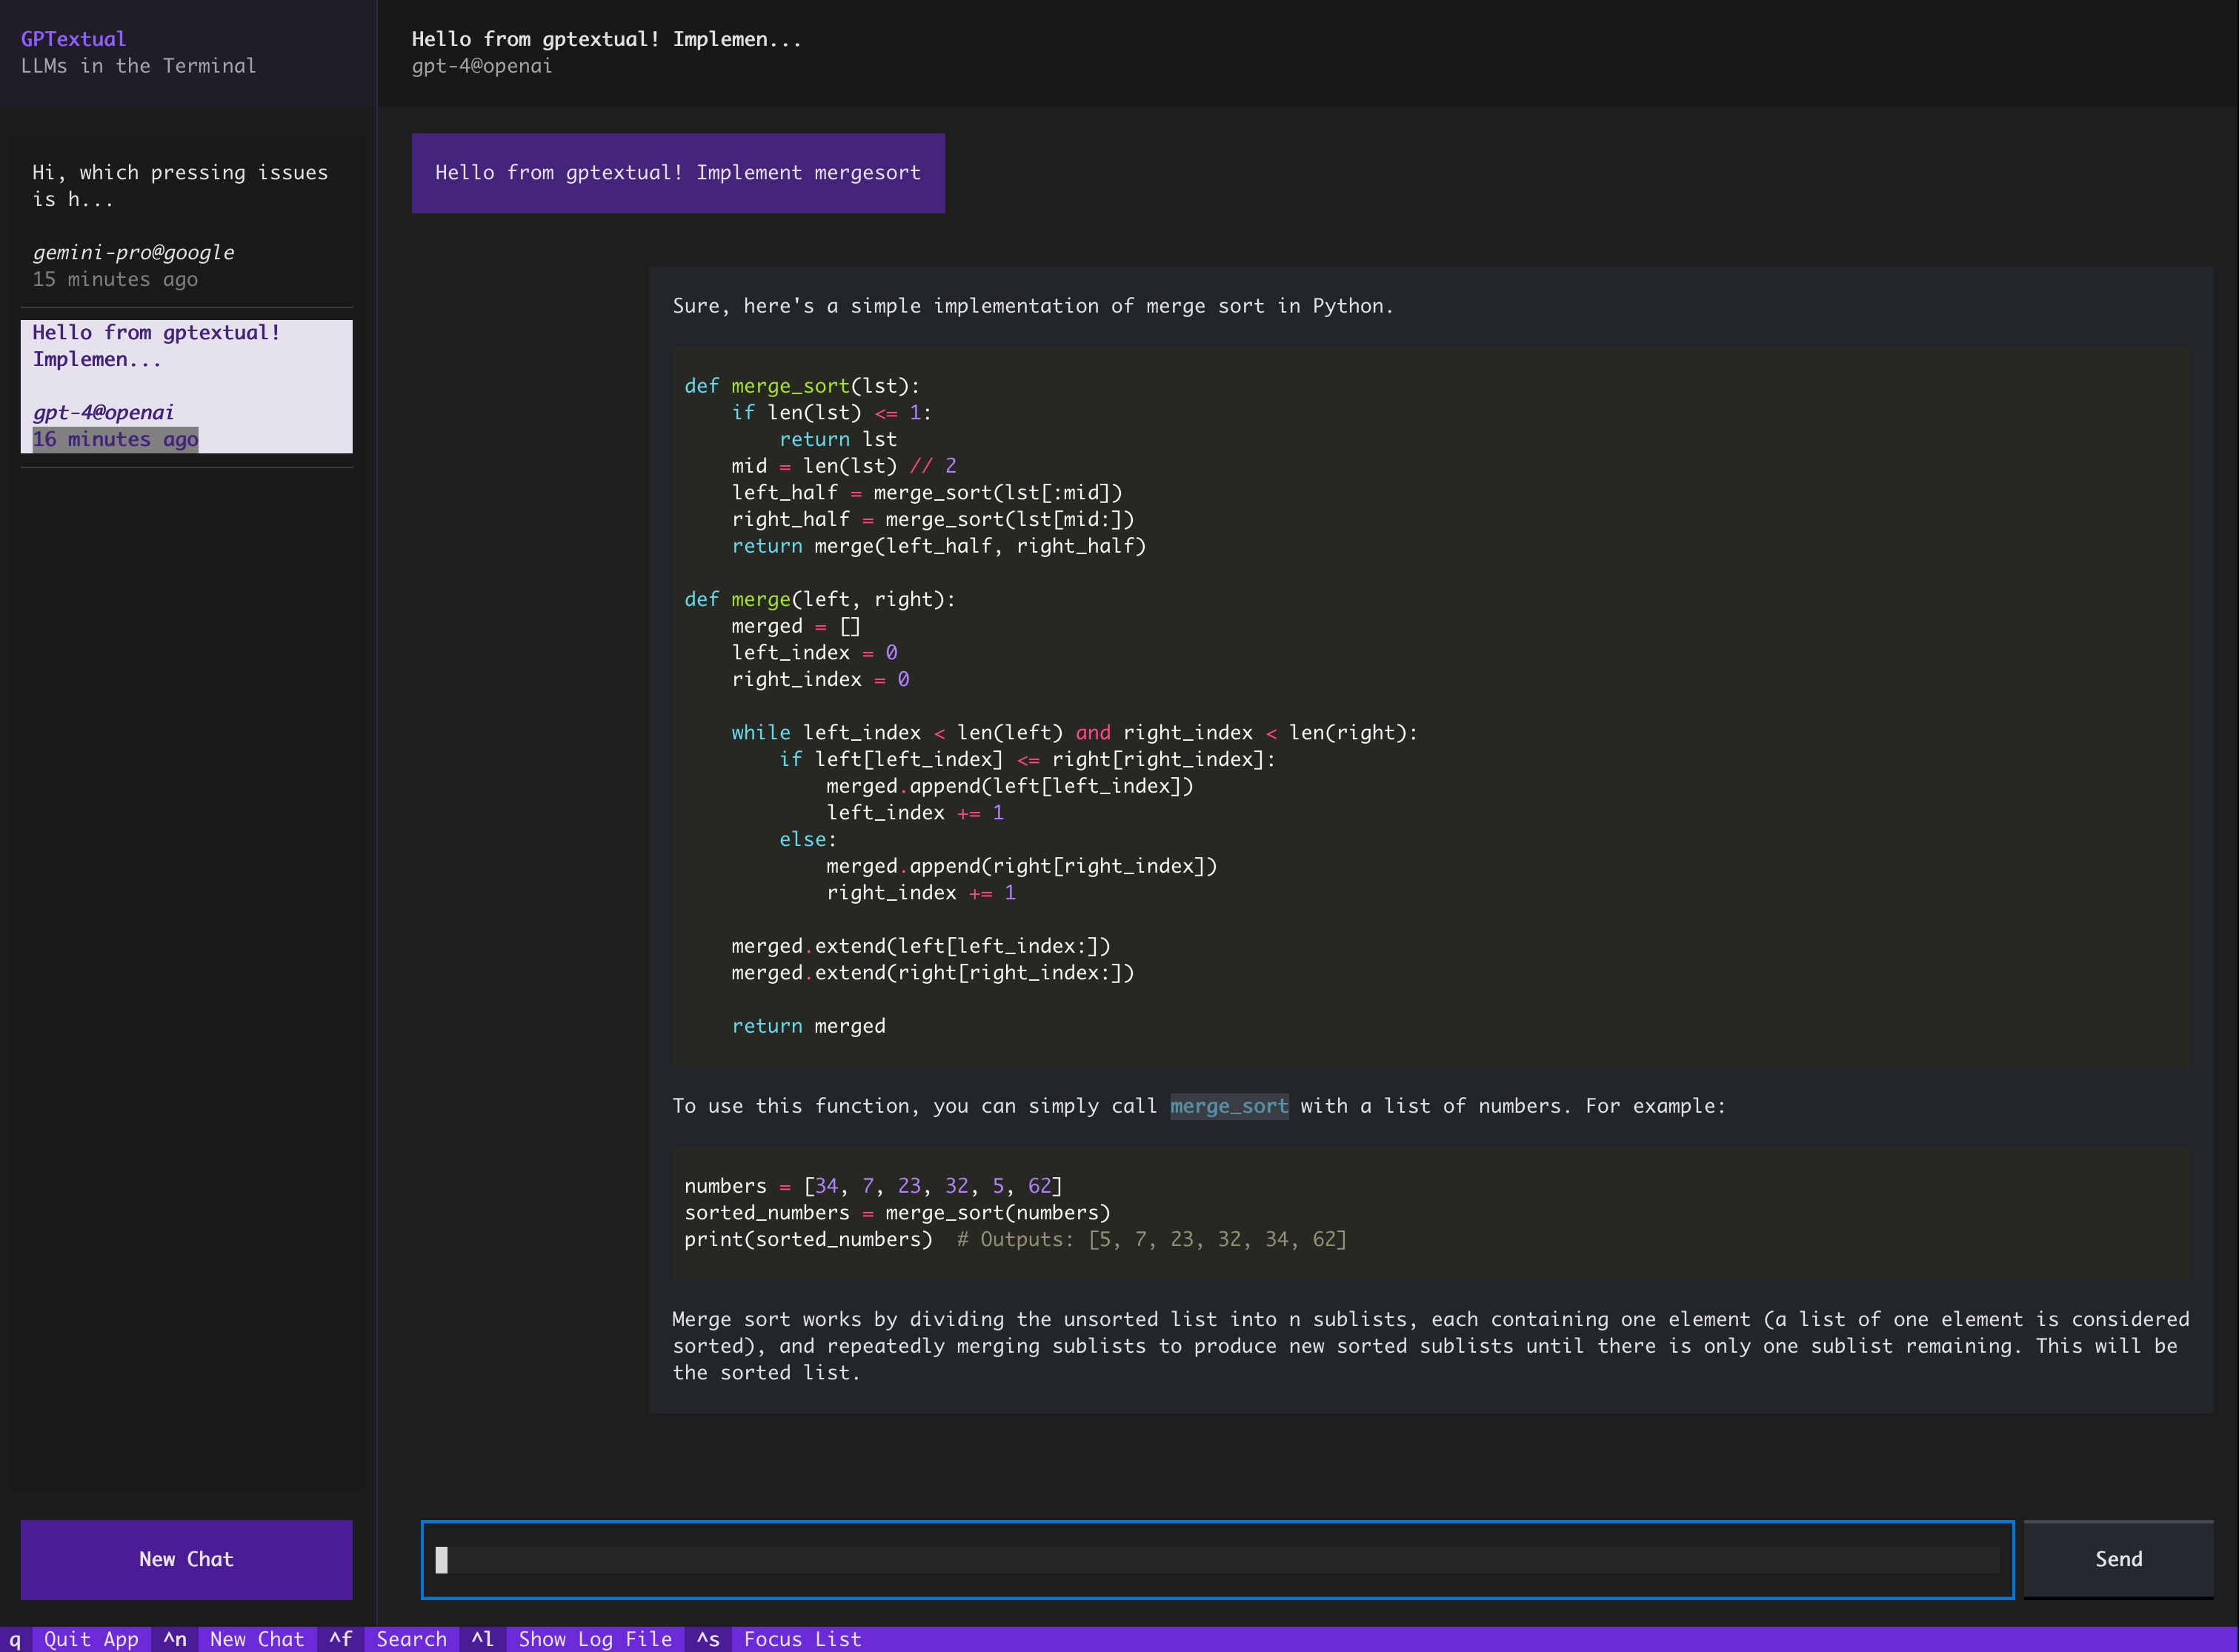 GPTextual
LLMs in the Terminal
Hi, which pressing issues
is h...
gemini-pro@google
15 minutes ago
Hello from gptextual!
Implemen...
gpt-4@openai
16 minutes ago
New Chat
Hello from gptextual! Implemen...
gpt-4@openai
Hello from gptextual! Implement mergesort
Sure, here's a simple implementation of merge sort in Python.
def merge_sort(lst):
    if len(lst) <= 1:
        return lst
    mid = len(lst) // 2
    left_half = merge_sort(lst[:mid])
    right_half = merge_sort(lst[mid:])
    return merge(left_half, right_half)
def merge(left, right):
    merged = []
    left_index = 0
    right_index = 0
    while left_index < len(left) and right_index < len(right):
        if left[left_index] <= right[right_index]:
            merged.append(left[left_index])
            left_index += 1
        else:
            merged.append(right[right_index])
            right_index += 1
    merged.extend(left[left_index:])
    merged.extend(right[right_index:])
    return merged
To use this function, you can simply call merge_sort with a list of numbers. For example:
numbers = [34, 7, 23, 32, 5, 62]
sorted_numbers = merge_sort(numbers)
print(sorted_numbers)  # Outputs: [5, 7, 23, 32, 34, 62]
Merge sort works by dividing the unsorted list into n sublists, each containing one element (a list of one element is considered
sorted), and repeatedly merging sublists to produce new sorted sublists until there is only one sublist remaining. This will be
the sorted list.
Send
q Quit App ^n New Chat ^f Search ^l Show Log File ^s Focus List